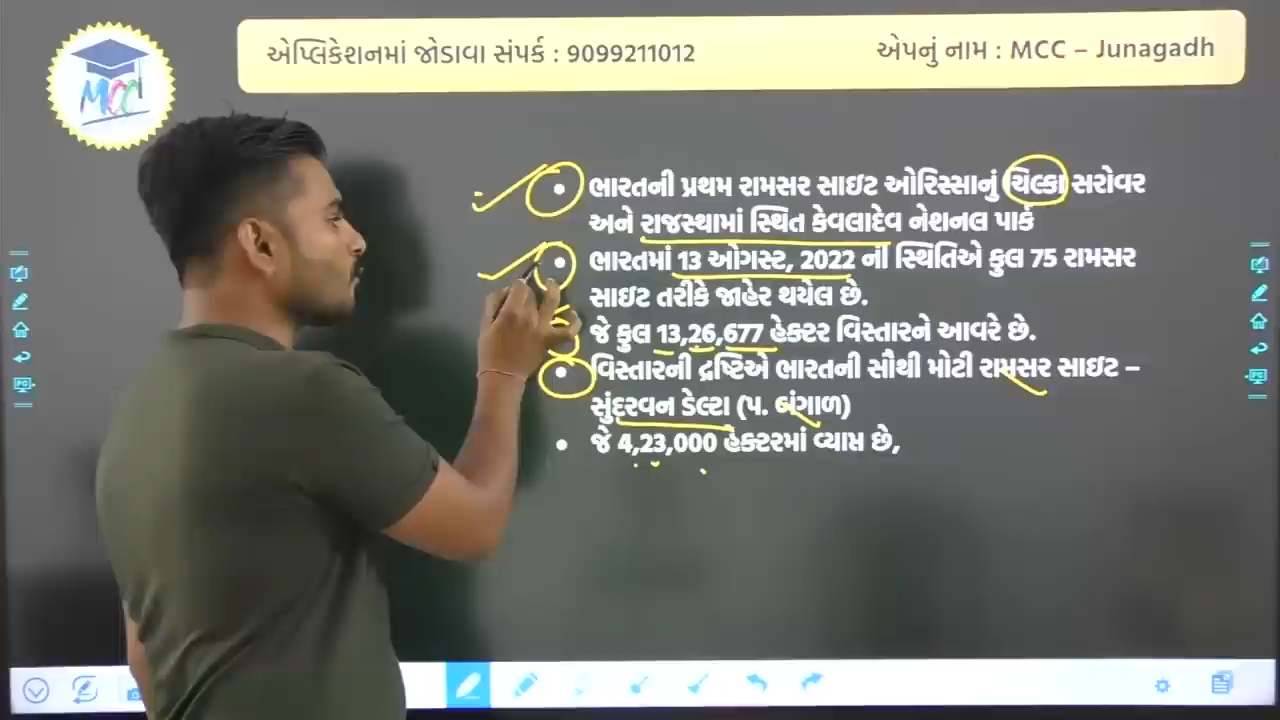 એપ્લિકેશનમાં જોડાવા સંપર્ક : 9099211012
એપનું નામ : MCC – Junagadh
MCC
• ભારતની પ્રથમ રામસર સાઇટ ઓરિસ્સાનું ચિલ્કા સરોવર
અને રાજસ્થામાં સ્થિત કેવલાદેવ નેશનલ પાર્ક
• ભારતમાં 13 ઓગસ્ટ, 2022 ની સ્થિતિએ કુલ 75 રામસર
સાઇટ તરીકે જાહેર થયેલ છે.
જે કુલ 13,26,677 હેક્ટર વિસ્તારને આવરે છે.
• વિસ્તારની દ્રષ્ટિએ ભારતની સૌથી મોટી રામસર સાઇટ –
સુંદરવન ડેલ્ટા (પ. બંગાળ)
• જે 4,23,000 હેક્ટરમાં વ્યાપ્ત છે,